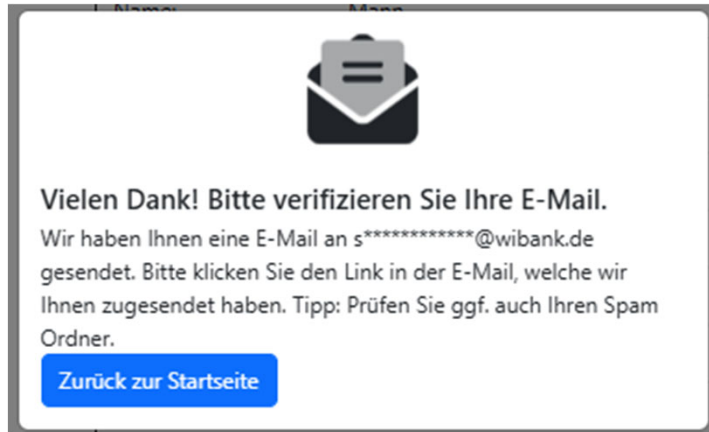 Name: Mann
Vielen Dank! Bitte verifizieren Sie Ihre E-Mail.
Wir haben Ihnen eine E-Mail an s************@wibank.de
gesendet. Bitte klicken Sie den Link in der E-Mail, welche wir
Ihnen zugesendet haben. Tipp: Prüfen Sie ggf. auch Ihren Spam
Ordner.
Zurück zur Startseite